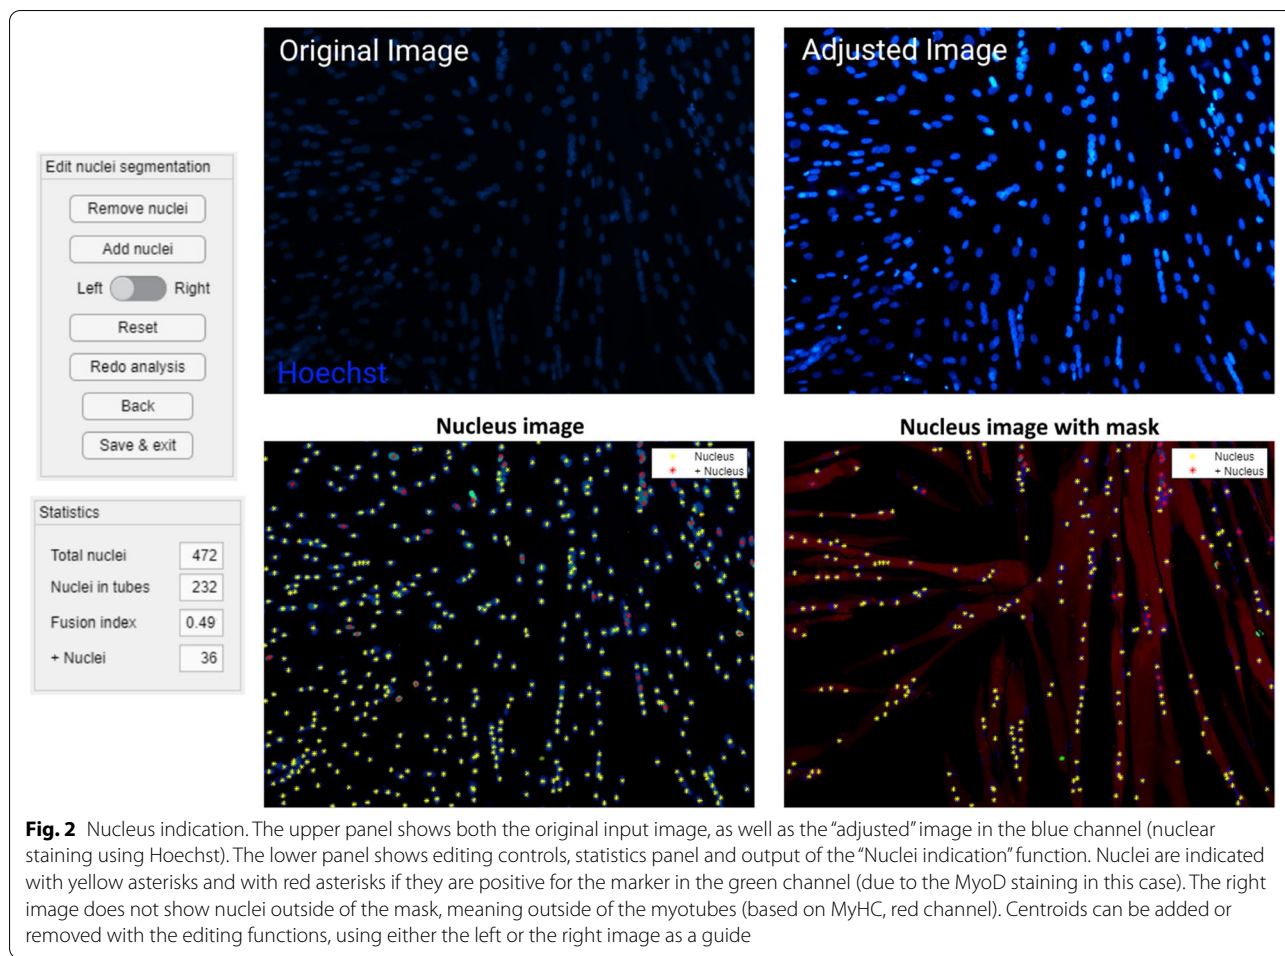 Original Image
Adjusted Image
Hoechst
Edit nuclei segmentation
Remove nuclei
Add nuclei
Left Right
Reset
Redo analysis
Back
Save & exit
Statistics
Total nuclei 472
Nuclei in tubes 232
Fusion index 0.49
+ Nuclei 36
Nucleus image
Nucleus
+ Nucleus
Nucleus image with mask
Nucleus
+ Nucleus
Fig. 2 Nucleus indication. The upper panel shows both the original input image, as well as the “adjusted” image in the blue channel (nuclear
staining using Hoechst). The lower panel shows editing controls, statistics panel and output of the “Nuclei indication” function. Nuclei are indicated
with yellow asterisks and with red asterisks if they are positive for the marker in the green channel (due to the MyoD staining in this case). The right
image does not show nuclei outside of the mask, meaning outside of the myotubes (based on MyHC, red channel). Centroids can be added or
removed with the editing functions, using either the left or the right image as a guide